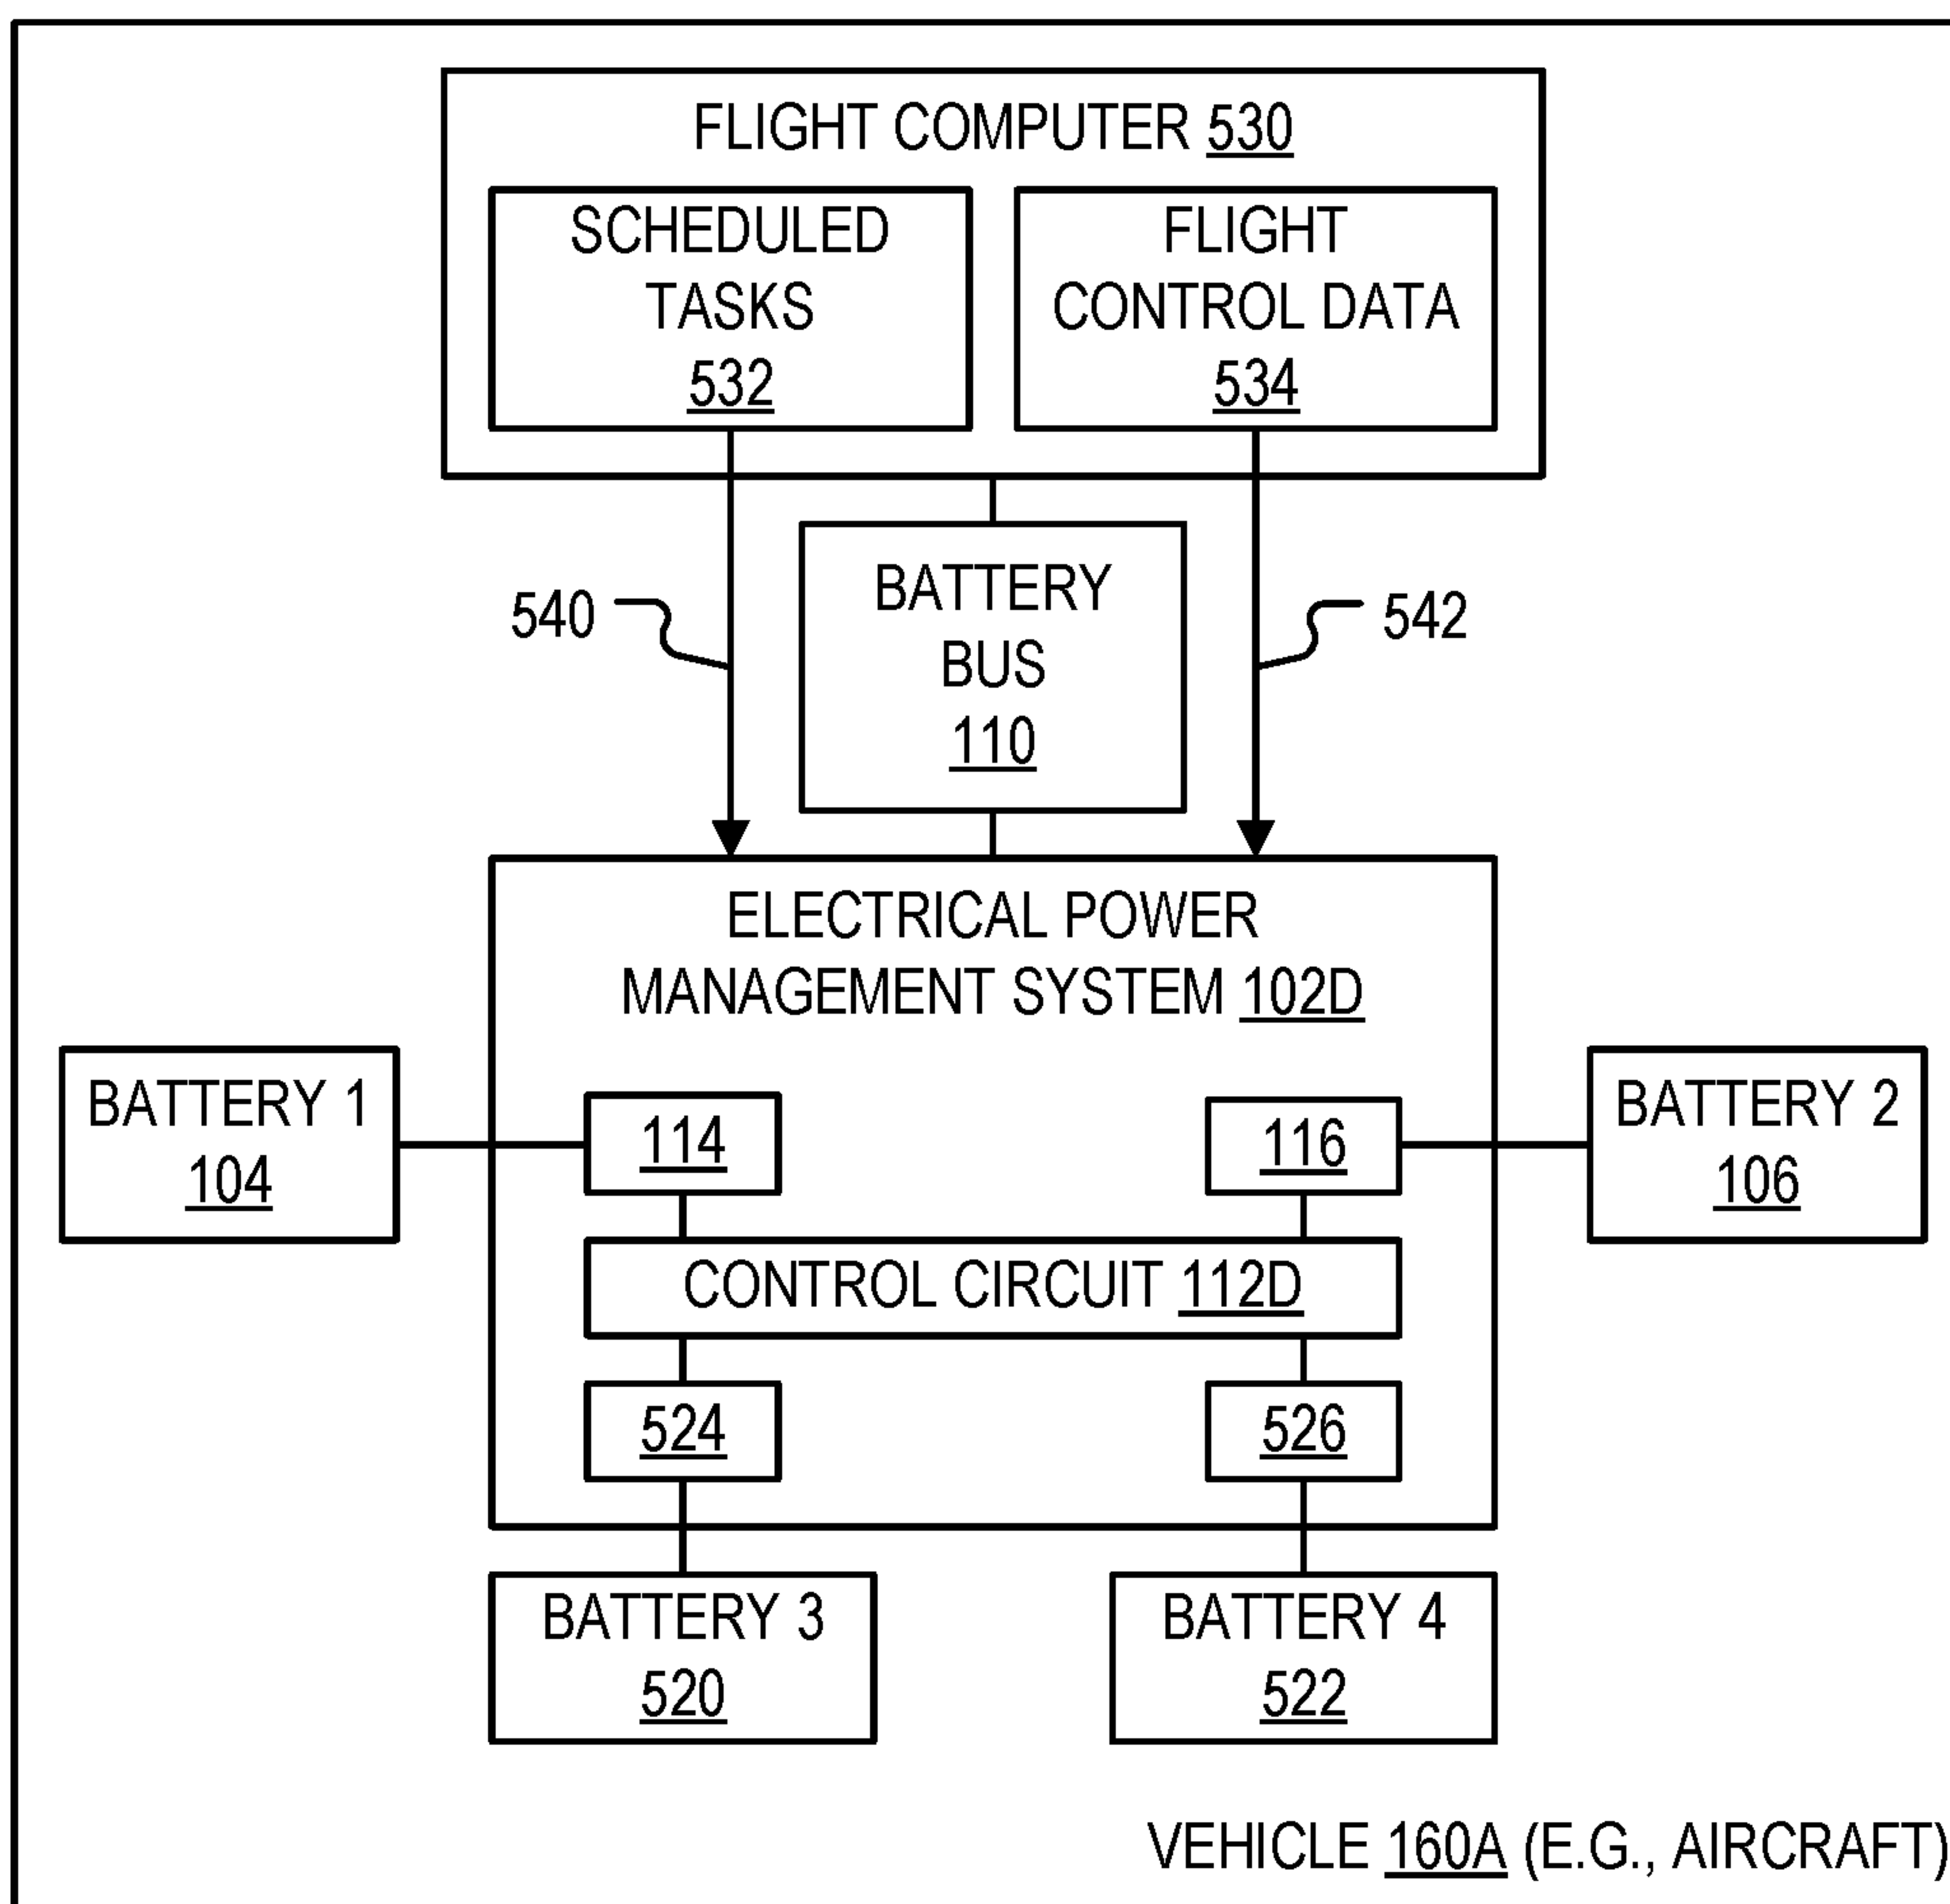 FLIGHT COMPUTER 530
SCHEDULED
TASKS
532
FLIGHT
CONTROL DATA
534
540
BATTERY
BUS
110
542
ELECTRICAL POWER
MANAGEMENT SYSTEM 102D
BATTERY 1
104
114
116
BATTERY 2
106
CONTROL CIRCUIT 112D
524
526
BATTERY 3
520
BATTERY 4
522
VEHICLE 160A (E.G., AIRCRAFT)